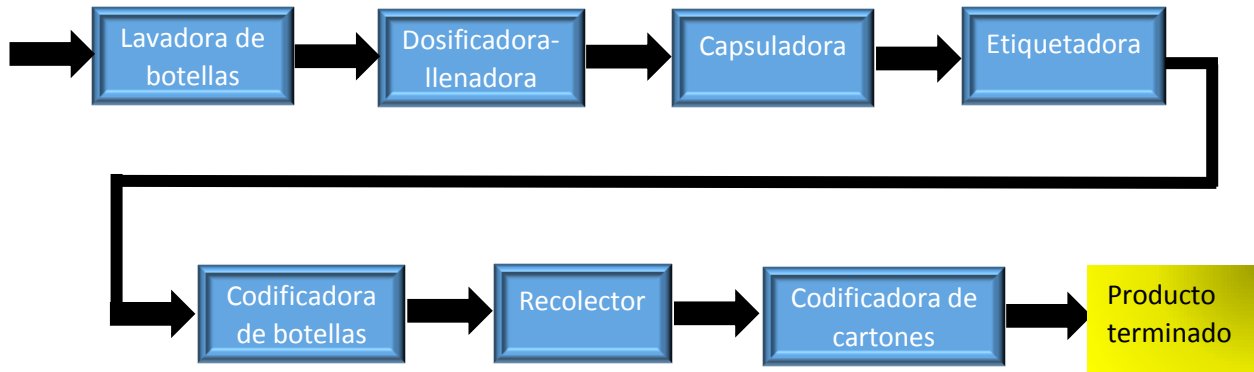 Lavadora de
botellas
Dosificadora-
llenadora
Capsuladora
Etiquetadora
Codificadora
de botellas
Recolector
Codificadora de
cartones
Producto
terminado